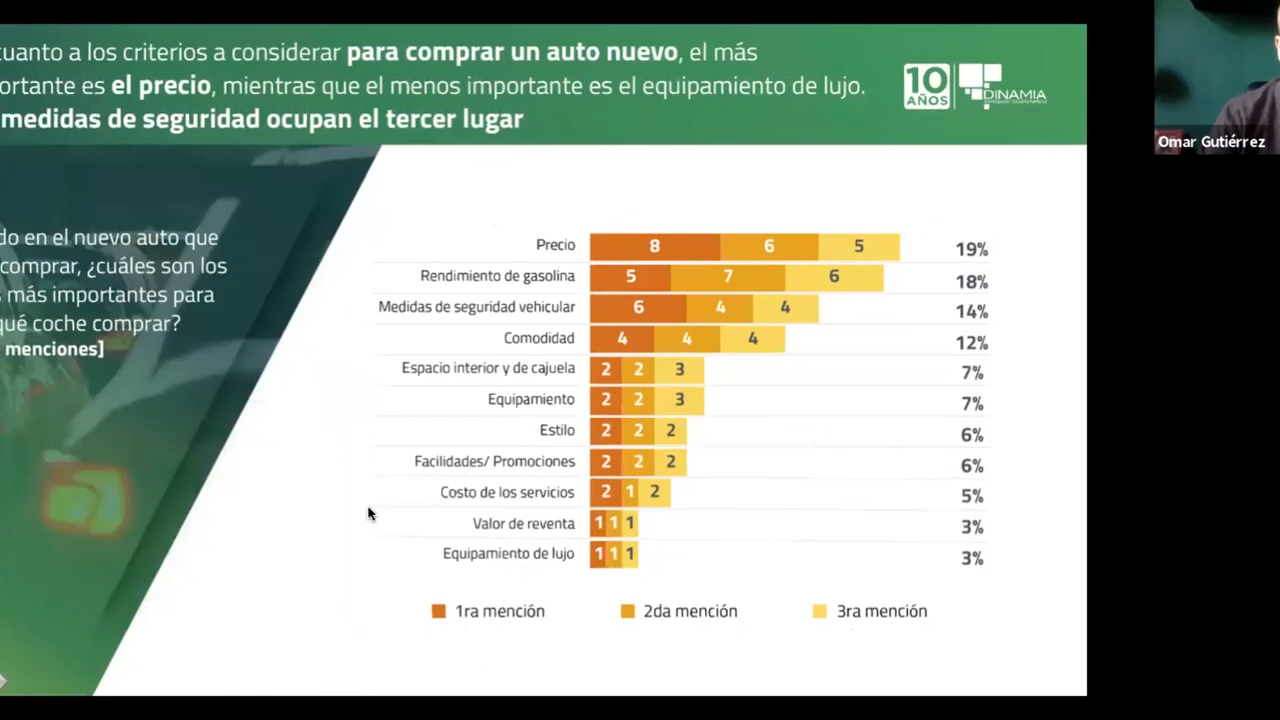 cuanto a los criterios a considerar para comprar un auto nuevo, el más
ortante es el precio, mientras que el menos importante es el equipamiento de lujo.
medidas de seguridad ocupan el tercer lugar
10
AÑOS
DINAMIA
Omar Gutiérrez
do en el nuevo auto que
comprar, ¿cuáles son los
s más importantes para
qué coche comprar?
menciones]
Precio 8 6 5 19%
Rendimiento de gasolina 5 7 6 18%
Medidas de seguridad vehicular 6 4 4 14%
Comodidad 4 4 4 12%
Espacio interior y de cajuela 2 2 3 7%
Equipamiento 2 2 3 7%
Estilo 2 2 2 6%
Facilidades/ Promociones 2 2 2 6%
Costo de los servicios 2 1 2 5%
Valor de reventa 1 1 1 3%
Equipamiento de lujo 1 1 1 3%
1ra mención 2da mención 3ra mención